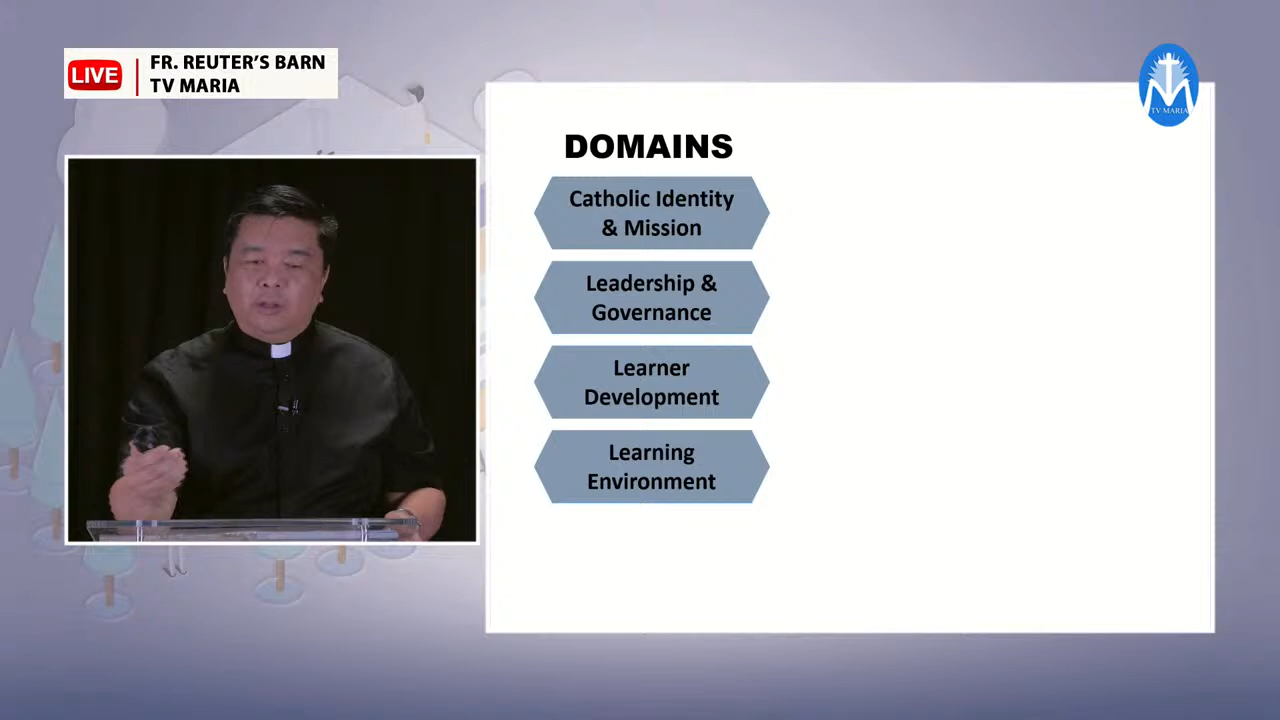 LIVE
FR. REUTER'S BARN
TV MARIA
TV MARIA
DOMAINS
Catholic Identity
& Mission
Leadership &
Governance
Learner
Development
Learning
Environment